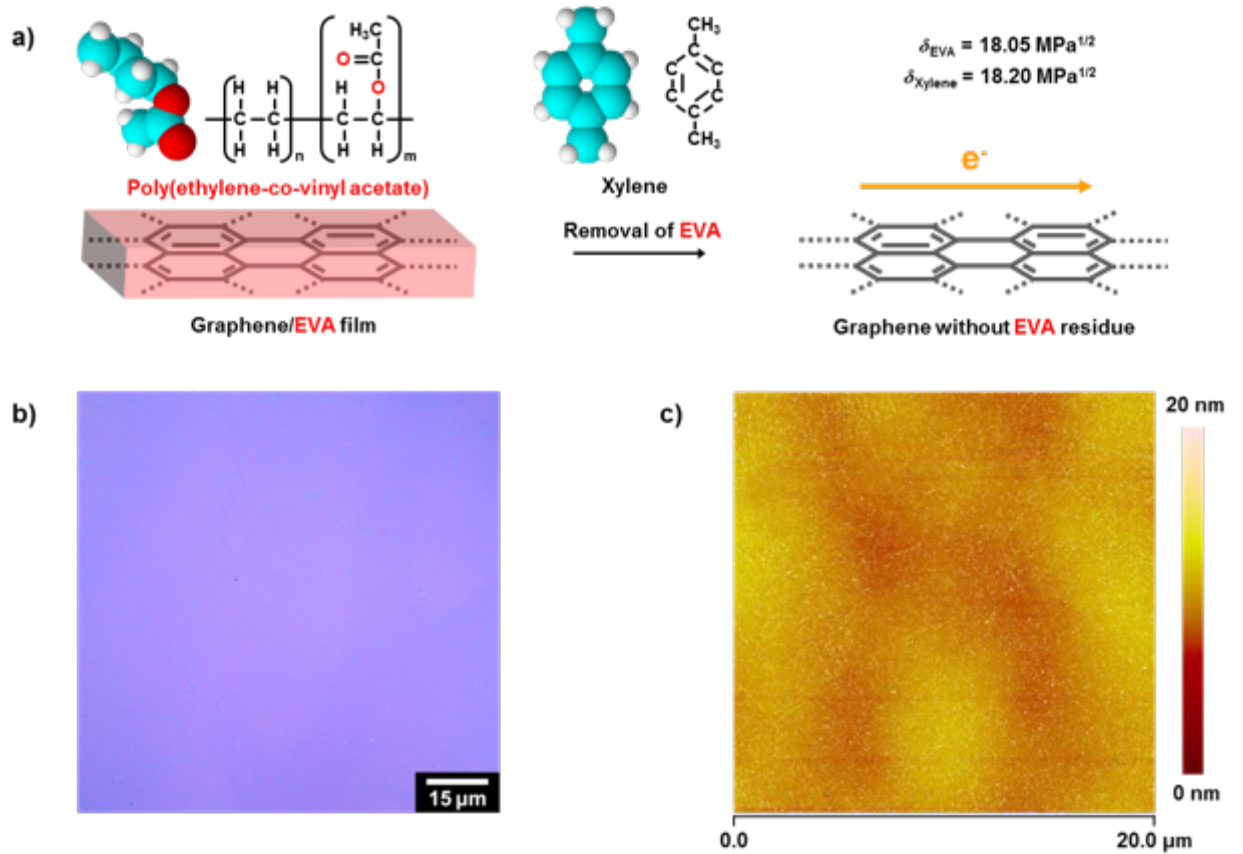 a)
H₃C
CH₃
O
C
O
H H H
C C C C
H H H H
n
m
Poly(ethylene-co-vinyl acetate)
CH₃
C
C C
C C
C
CH₃
Xylene
δEVA = 18.05 MPa1/2
δXylene = 18.20 MPa1/2
e-
Removal of EVA
Graphene/EVA film
Graphene without EVA residue
b)
15 µm
c)
20 nm
0 nm
0.0
20.0 µm